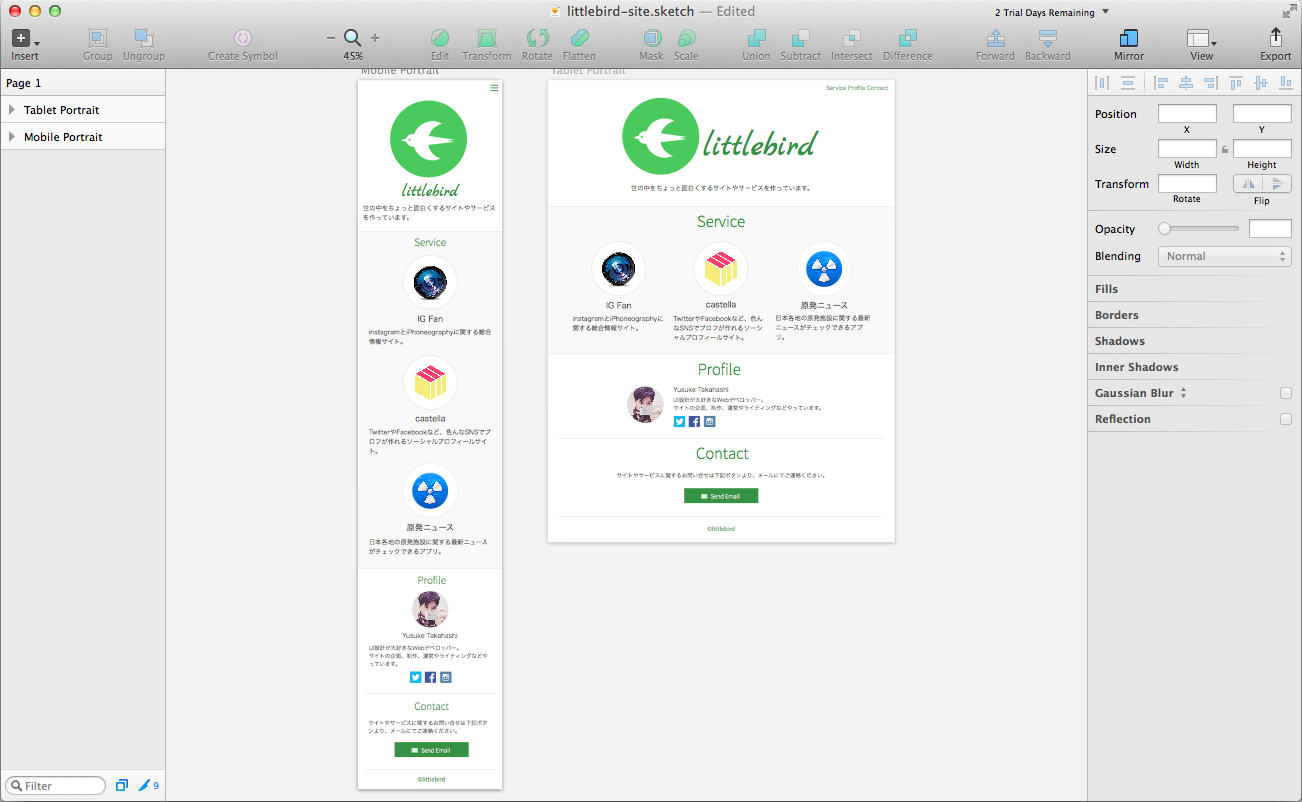 littlebird-site.sketch — Edited
2 Trial Days Remaining
Insert
Group
Ungroup
Create Symbol
45%
Edit
Transform
Rotate
Flatten
Mask
Scale
Union
Subtract
Intersect
Difference
Forward
Backward
Mirror
View
Export
Page 1
Tablet Portrait
Mobile Portrait
Filter
9
Mobile Portrait
littlebird
世の中をちょっと面白くするサイトやサービス
を作っています。
Service
IG Fan
instagramとiPhoneographyに関する総合
情報サイト。
castella
TwitterやFacebookなど、色んなSNSでプ
ロフが作れるソーシャルプロフィールサイ
ト。
原発ニュース
日本各地の原発施設に関する最新ニュース
がチェックできるアプリ。
Profile
Yusuke Takahashi
UI設計が大好きなWebデベロッパー。
サイトの企画、制作、運営やライティングなどや
っています。
Contact
サイトやサービスに関するお問い合せは下記ボタ
ンより、メールにてご連絡ください。
Send Email
©littlebird
Tablet Portrait
Service Profile Contact
littlebird
世の中をちょっと面白くするサイトやサービスを作っています。
Service
IG Fan
instagramとiPhoneographyに
関する総合情報サイト。
castella
TwitterやFacebookなど、色ん
なSNSでプロフが作れるソーシ
ャルプロフィールサイト。
原発ニュース
日本各地の原発施設に関する最新
ニュースがチェックできるアプ
リ。
Profile
Yusuke Takahashi
UI設計が大好きなWebデベロッパー。
サイトの企画、制作、運営やライティングなどやっています。
Contact
サイトやサービスに関するお問い合せは下記ボタンより、メールにてご連絡ください。
Send Email
©littlebird
Position
X
Y
Size
Width
Height
Transform
Rotate
Flip
Opacity
Blending
Normal
Fills
Borders
Shadows
Inner Shadows
Gaussian Blur
Reflection